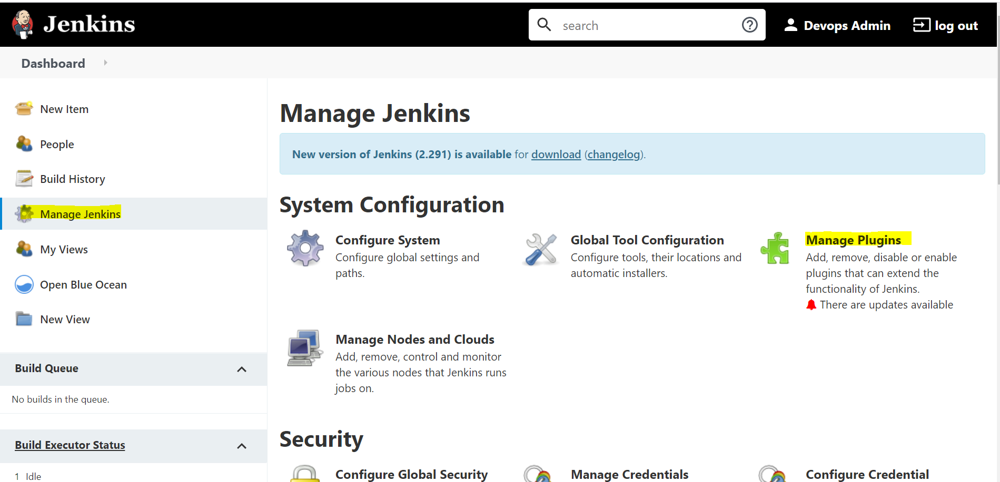 Jenkins
search
Devops Admin
log out
Dashboard
New Item
People
Build History
Manage Jenkins
My Views
Open Blue Ocean
New View
Build Queue
No builds in the queue.
Build Executor Status
1 Idle
Manage Jenkins
New version of Jenkins (2.291) is available for download (changelog).
System Configuration
Configure System
Configure global settings and
paths.
Global Tool Configuration
Configure tools, their locations and
automatic installers.
Manage Plugins
Add, remove, disable or enable
plugins that can extend the
functionality of Jenkins.
There are updates available
Manage Nodes and Clouds
Add, remove, control and monitor
the various nodes that Jenkins runs
jobs on.
Security
Configure Global Security
Manage Credentials
Configure Credential